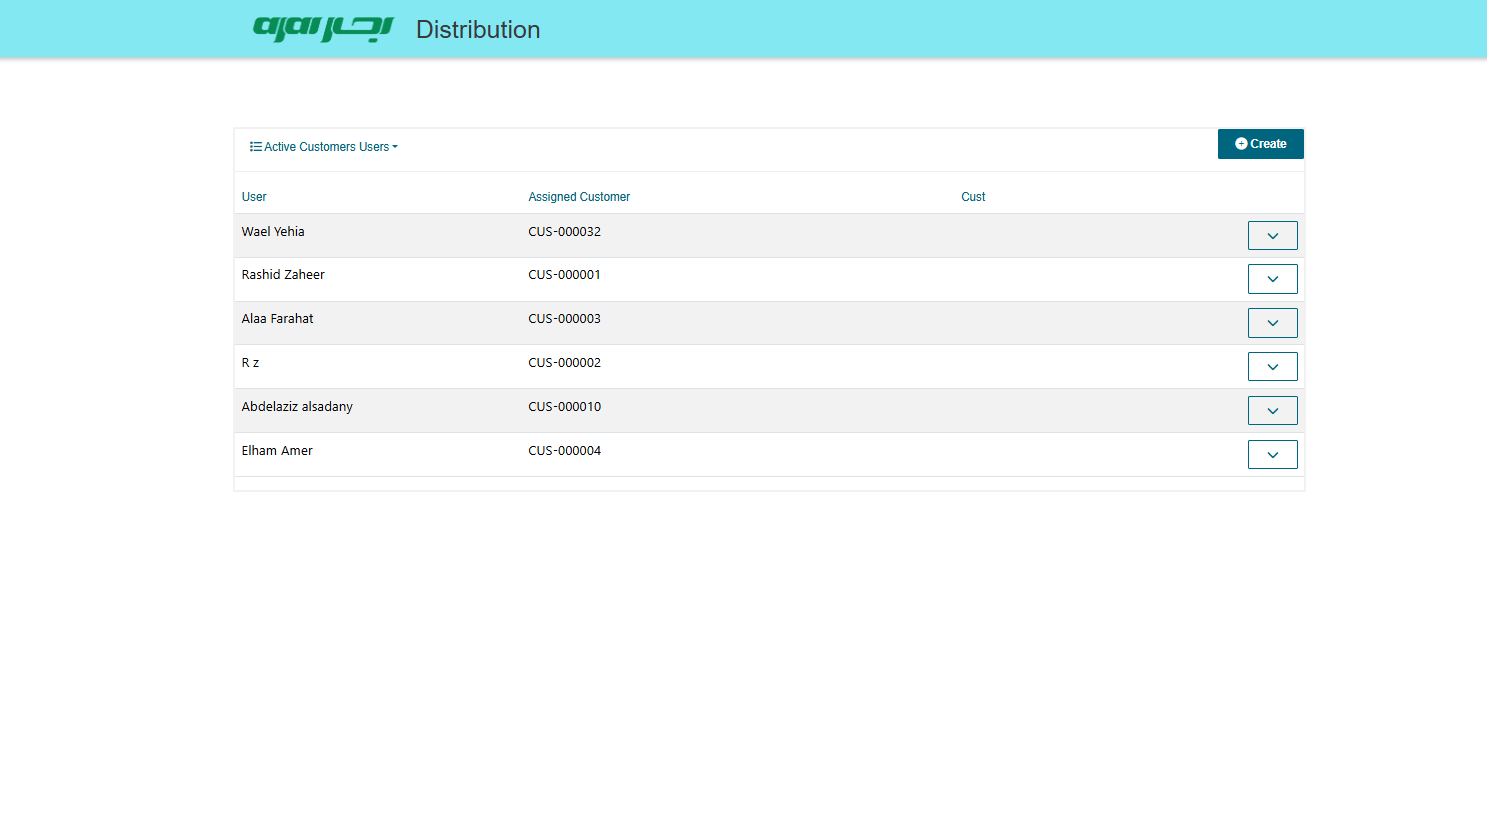 Distribution
Active Customers Users
Create
User Assigned Customer Cust
Wael Yehia CUS-000032
Rashid Zaheer CUS-000001
Alaa Farahat CUS-000003
R z CUS-000002
Abdelaziz alsadany CUS-000010
Elham Amer CUS-000004